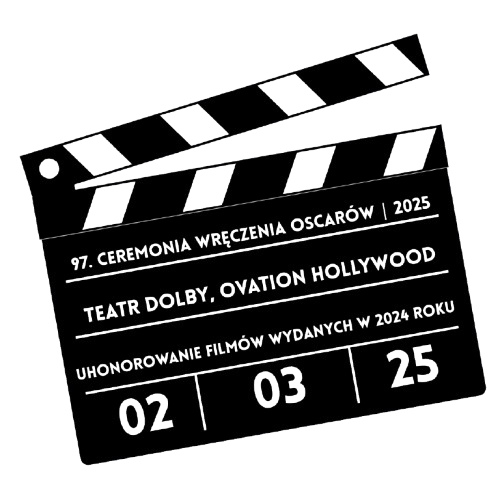 97. CEREMONIA WRĘCZENIA OSCARÓW | 2025
TEATR DOLBY, OVATION HOLLYWOOD
UHONOROWANIE FILMÓW WYDANYCH W 2024 ROKU
02 03 25